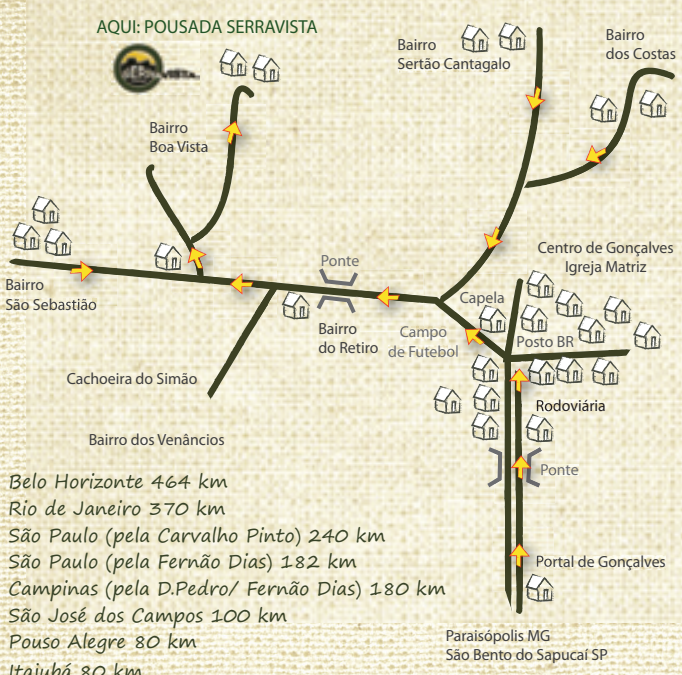 AQUI: POUSADA SERRAVISTA
Bairro
Sertão Cantagalo
Bairro
dos Costas
Bairro
Boa Vista
Centro de Gonçalves
Igreja Matriz
Ponte
Bairro
São Sebastião
Capela
Bairro
do Retiro
Campo
de Futebol
Posto BR
Cachoeira do Simão
Rodoviária
Bairro dos Venâncios
Ponte
Belo Horizonte 464 km
Rio de Janeiro 370 km
São Paulo (pela Carvalho Pinto) 240 km
São Paulo (pela Fernão Dias) 182 km
Campinas (pela D.Pedro/ Fernão Dias) 180 km
São José dos Campos 100 km
Pouso Alegre 80 km
Itajubá 80 km
Portal de Gonçalves
Paraisópolis MG
São Bento do Sapucaí SP